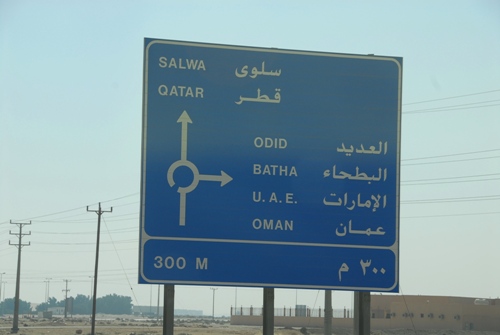 SALWA سلوى
QATAR قطر
ODID العديد
BATHA البطحاء
U.A.E. الإمارات
OMAN عمان
300 M ٣٠٠ م